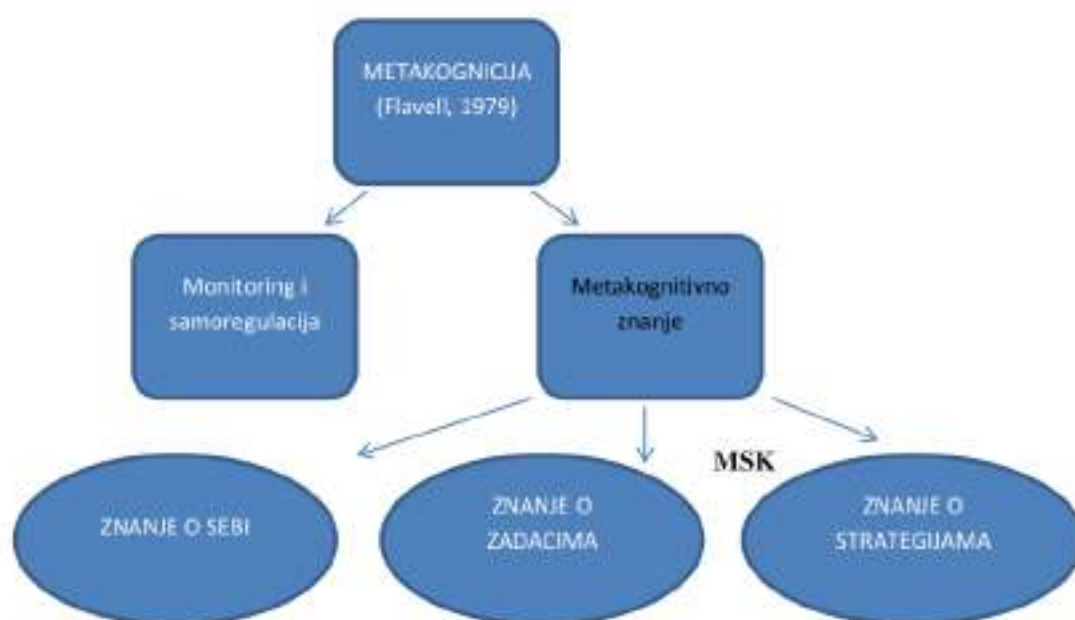 METAKOGNICIJA
(Flavell, 1979)
Monitoring i
samoregulacija
Metakognitivno
znanje
MSK
ZNANJE O SEBI
ZNANJE O
ZADACIMA
ZNANJE O
STRATEGIJAMA